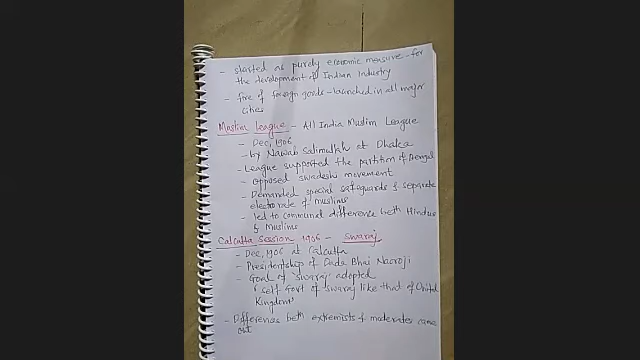 - started as purely economic measure for
the development of Indian Industry
- fire of foreign goods - launched in all major
cities
Muslim League - All India Muslim League
- Dec, 1906
- by Nawab Salimullah at Dhaka
- League supported the partition of Bengal
- opposed swadeshi movement
- Demanded special safeguards & separate
electorate of muslims
- led to communal difference betn Hindus
& Muslims
Calcutta Session 1906 - Swaraj
- Dec, 1906 at Calcutta
- Presidentship of Dada Bhai Naoroji
- Goal of 'swaraj' adopted
'self Govt of swaraj like that of United
Kingdom'
- Differences betn extremists & moderates came
out